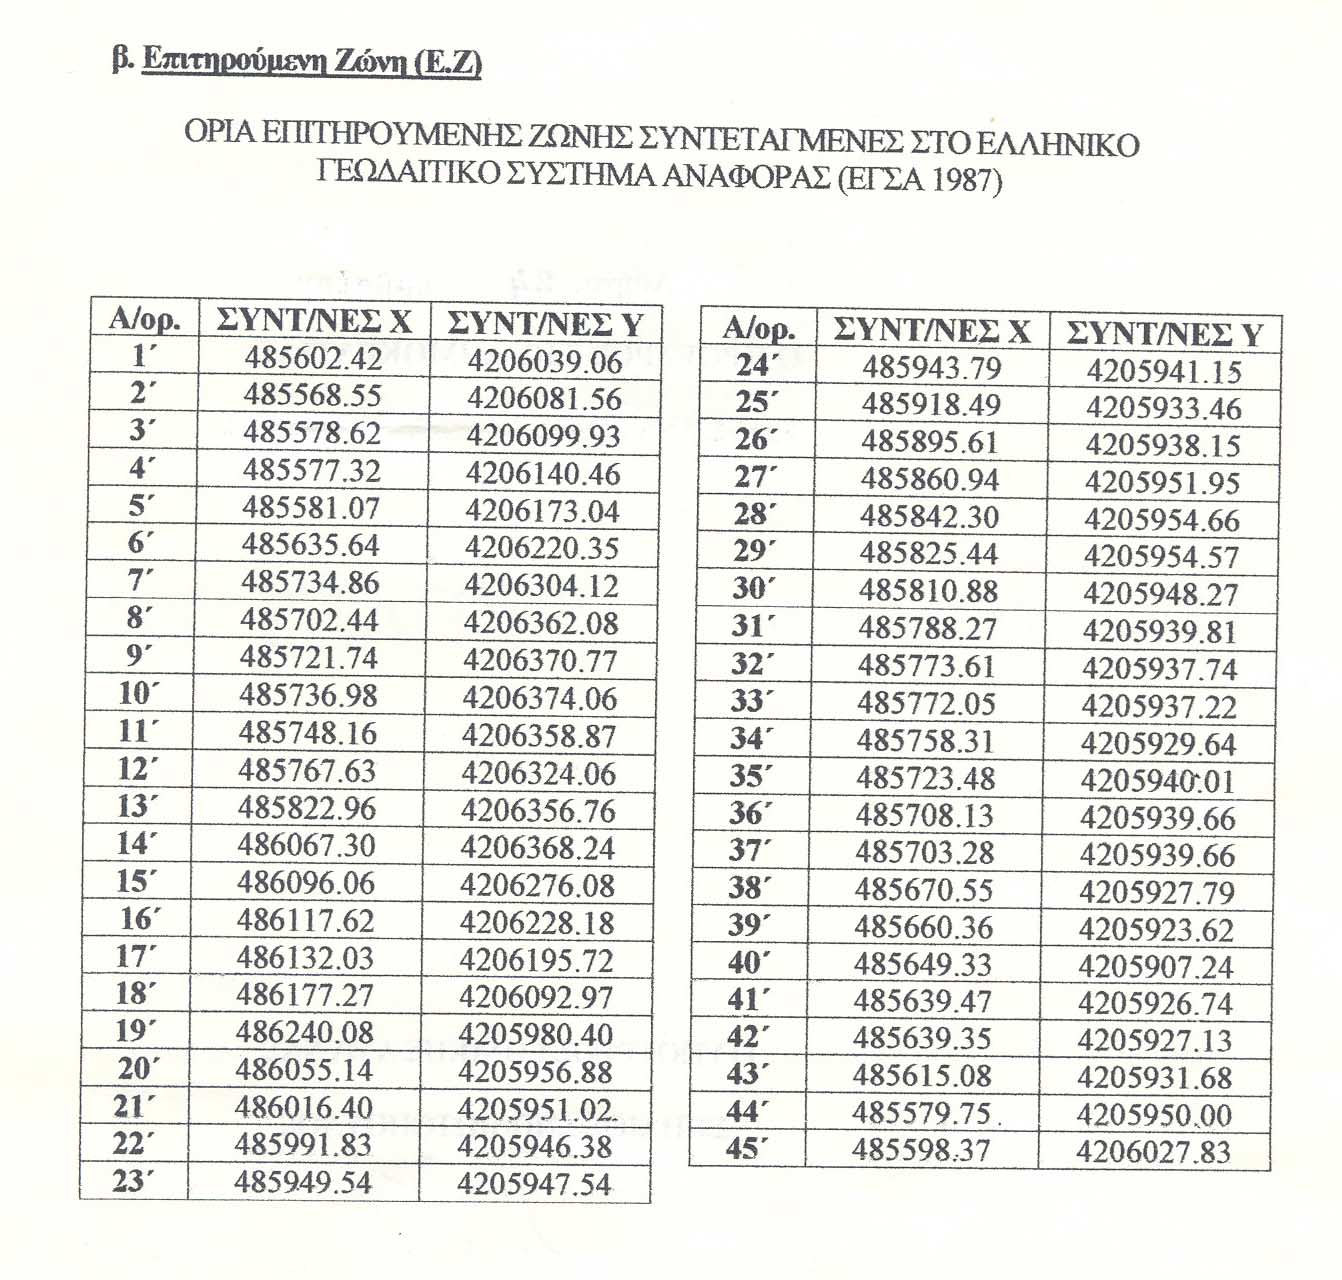 β. Επιτηρούμενη Ζώνη (Ε.Ζ)
ΟΡΙΑ ΕΠΙΤΗΡΟΥΜΕΝΗΣ ΖΩΝΗΣ ΣΥΝΤΕΤΑΓΜΕΝΕΣ ΣΤΟ ΕΛΛΗΝΙΚΟ
ΓΕΩΔΑΙΤΙΚΟ ΣΥΣΤΗΜΑ ΑΝΑΦΟΡΑΣ (ΕΓΣΑ 1987)
Α/ορ. ΣΥΝΤ/ΝΕΣ Χ ΣΥΝΤ/ΝΕΣ Υ
1΄ 485602.42 4206039.06
2΄ 485568.55 4206081.56
3΄ 485578.62 4206099.93
4΄ 485577.32 4206140.46
5΄ 485581.07 4206173.04
6΄ 485635.64 4206220.35
7΄ 485734.86 4206304.12
8΄ 485702.44 4206362.08
9΄ 485721.74 4206370.77
10΄ 485736.98 4206374.06
11΄ 485748.16 4206358.87
12΄ 485767.63 4206324.06
13΄ 485822.96 4206356.76
14΄ 486067.30 4206368.24
15΄ 486096.06 4206276.08
16΄ 486117.62 4206228.18
17΄ 486132.03 4206195.72
18΄ 486177.27 4206092.97
19΄ 486240.08 4205980.40
20΄ 486055.14 4205956.88
21΄ 486016.40 4205951.02
22΄ 485991.83 4205946.38
23΄ 485949.54 4205947.54
Α/ορ. ΣΥΝΤ/ΝΕΣ Χ ΣΥΝΤ/ΝΕΣ Υ
24΄ 485943.79 4205941.15
25΄ 485918.49 4205933.46
26΄ 485895.61 4205938.15
27΄ 485860.94 4205951.95
28΄ 485842.30 4205954.66
29΄ 485825.44 4205954.57
30΄ 485810.88 4205948.27
31΄ 485788.27 4205939.81
32΄ 485773.61 4205937.74
33΄ 485772.05 4205937.22
34΄ 485758.31 4205929.64
35΄ 485723.48 4205940.01
36΄ 485708.13 4205939.66
37΄ 485703.28 4205939.66
38΄ 485670.55 4205927.79
39΄ 485660.36 4205923.62
40΄ 485649.33 4205907.24
41΄ 485639.47 4205926.74
42΄ 485639.35 4205927.13
43΄ 485615.08 4205931.68
44΄ 485579.75 4205950.00
45΄ 485598.37 4206027.83